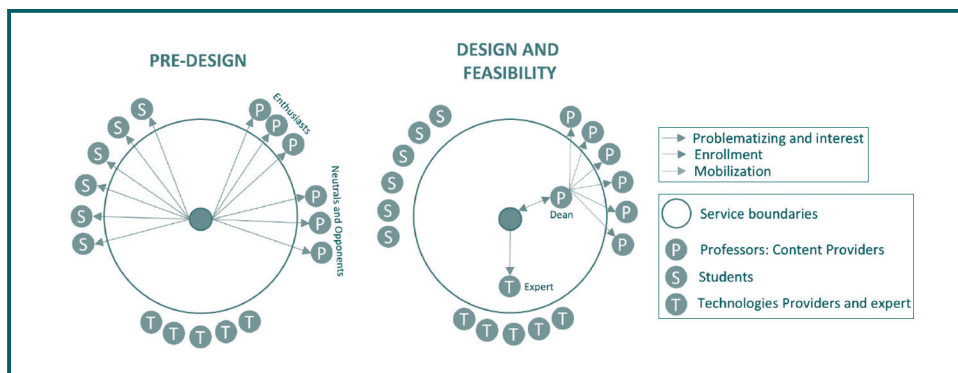 PRE-DESIGN
S
S
S
S
S
S
P
P
P
Enthusiasts
P
P
P
Neutrals and Opponents
T
T
T
T
T
DESIGN AND
FEASIBILITY
S
S
S
S
S
S
P
P
P
P
P
P
P
Dean
T
Expert
T
T
T
T
T
Problematizing and interest
Enrollment
Mobilization
Service boundaries
P Professors: Content Providers
S Students
T Technologies Providers and expert